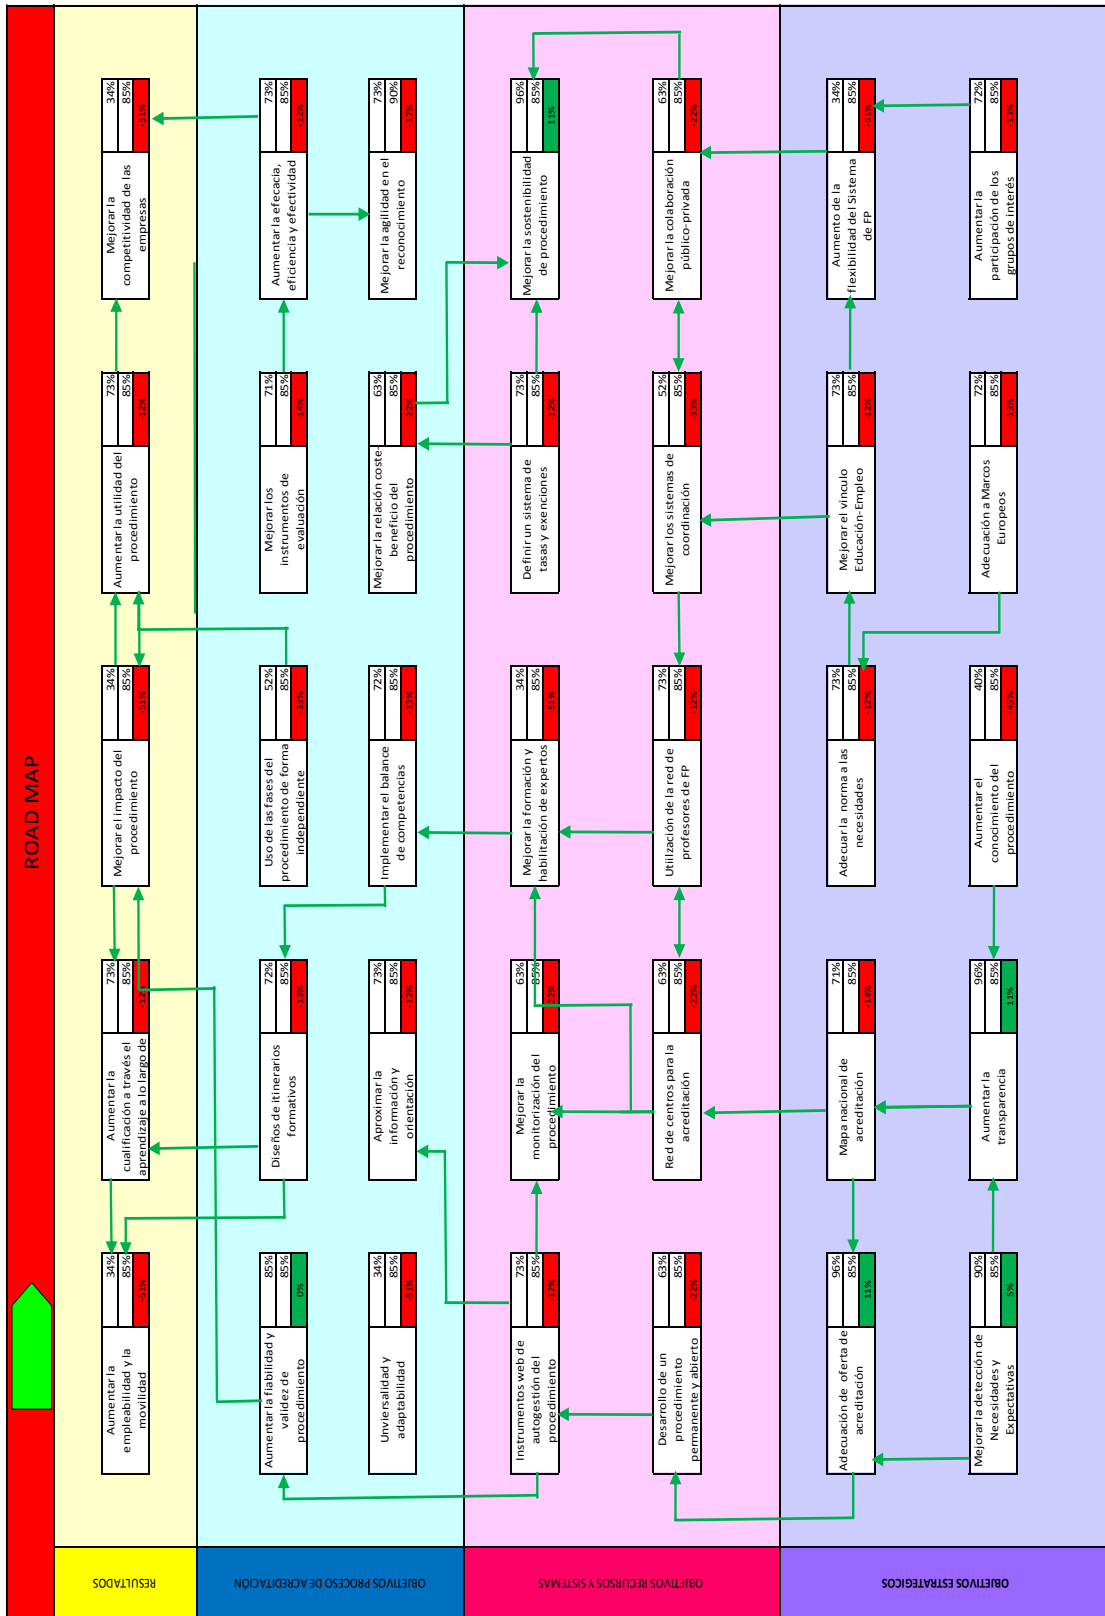 ROAD MAP
RESULTADOS
Aumentar la
empleabilidad y la
movilidad
34%
85%
-51%
Aumentar la
cualificación a través el
aprendizaje a lo largo de
73%
85%
-12%
Mejorar el impacto del
procedimiento
34%
85%
-51%
Aumentar la utilidad del
procedimiento
73%
85%
-12%
Mejorar la
competitividad de las
empresas
34%
85%
-51%
OBJETIVOS PROCESO DE ACREDITACIÓN
Aumentar la fiabilidad y
validez de
procedimiento
85%
85%
0%
Diseños de itinerarios
formativos
72%
85%
-13%
Uso de las fases del
procedimiento de forma
independiente
52%
85%
-33%
Mejorar los
instrumentos de
evaluación
71%
85%
-14%
Aumentar la efecacia,
eficiencia y efectividad
73%
85%
-12%
Unviersalidad y
adaptabilidad
34%
85%
-51%
Aproximar la
información y
orientación
73%
85%
-12%
Implementar el balance
de competencias
72%
85%
-13%
Mejorar la relación coste-
beneficio del
procedimiento
63%
85%
-22%
Mejorar la agilidad en el
reconocimiento
73%
90%
-17%
OBJETIVOS RECURSOS Y SISTEMAS
Instrumentos web de
autogestión del
procedimiento
73%
85%
-12%
Mejorar la
monitorización del
procedimiento
63%
85%
-22%
Mejorar la formación y
habilitación de expertos
34%
85%
-51%
Definir un sistema de
tasas y exenciones
73%
85%
-12%
Mejorar la sostenibilidad
de procedimiento
96%
85%
11%
Desarrollo de un
procedimiento
permanente y abierto
63%
85%
-22%
Red de centros para la
acreditación
63%
85%
-22%
Utilización de la red de
profesores de FP
73%
85%
-12%
Mejorar los sistemas de
coordinación
52%
85%
-33%
Mejorar la colaboración
público-privada
63%
85%
-22%
OBJETIVOS ESTRATEGICOS
Adecuación de oferta de
acreditación
96%
85%
11%
Mapa nacional de
acreditación
71%
85%
-14%
Adecuar la norma a las
necesidades
73%
85%
-12%
Mejorar el vinculo
Educación-Empleo
73%
85%
-12%
Aumento de la
flexibilidad del Sistema
de FP
34%
85%
-51%
Mejorar la detección de
Necesidades y
Expectativas
90%
85%
5%
Aumentar la
transparencia
96%
85%
11%
Aumentar el
conocimiento del
procedimiento
40%
85%
-45%
Adecuación a Marcos
Europeos
72%
85%
-13%
Aumentar la
participación de los
grupos de interés
72%
85%
-13%